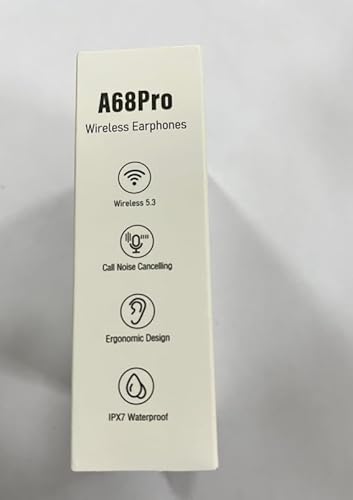 A68Pro
Wireless Earphones
Wireless 5.3
Call Noise Cancelling
Ergonomic Design
IPX7 Waterproof